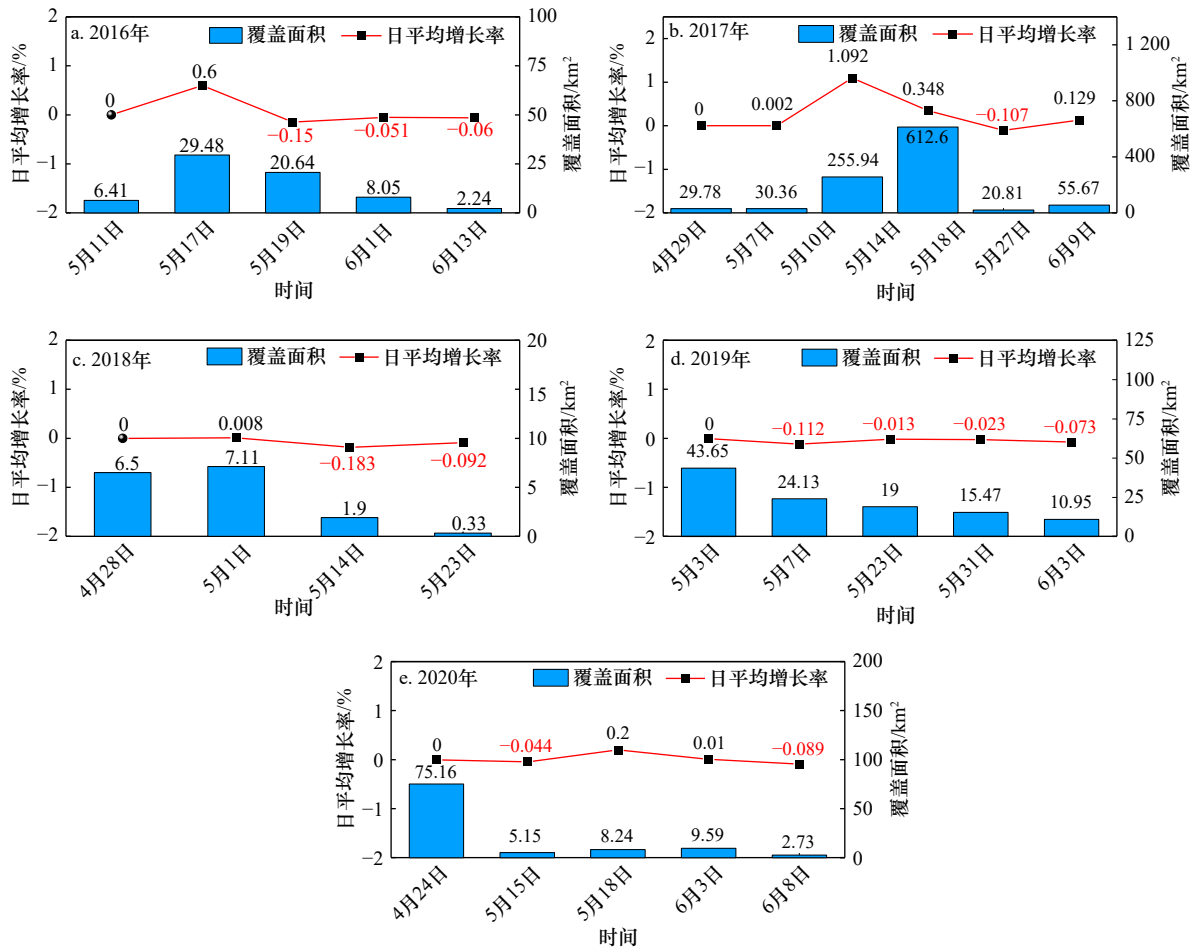 a. 2016年
覆盖面积
日平均增长率
日平均增长率/%
2
1
0
−1
−2
覆盖面积/km²
100
75
50
25
0
0
0.6
−0.15
−0.051
−0.06
6.41
29.48
20.64
8.05
2.24
5月11日
5月17日
5月19日
6月1日
6月13日
时间
b. 2017年
覆盖面积
日平均增长率
日平均增长率/%
2
1
0
−1
−2
覆盖面积/km²
1 200
800
400
0
0
0.002
1.092
0.348
−0.107
0.129
29.78
30.36
255.94
612.6
20.81
55.67
4月29日
5月7日
5月10日
5月14日
5月18日
5月27日
6月9日
时间
c. 2018年
覆盖面积
日平均增长率
日平均增长率/%
2
1
0
−1
−2
覆盖面积/km²
20
15
10
5
0
0
0.008
−0.183
−0.092
6.5
7.11
1.9
0.33
4月28日
5月1日
5月14日
5月23日
时间
d. 2019年
覆盖面积
日平均增长率
日平均增长率/%
2
1
0
−1
−2
覆盖面积/km²
125
100
75
50
25
0
0
−0.112
−0.013
−0.023
−0.073
43.65
24.13
19
15.47
10.95
5月3日
5月7日
5月23日
5月31日
6月3日
时间
e. 2020年
覆盖面积
日平均增长率
日平均增长率/%
2
1
0
−1
−2
覆盖面积/km²
200
150
100
50
0
0
−0.044
0.2
0.01
−0.089
75.16
5.15
8.24
9.59
2.73
4月24日
5月15日
5月18日
6月3日
6月8日
时间